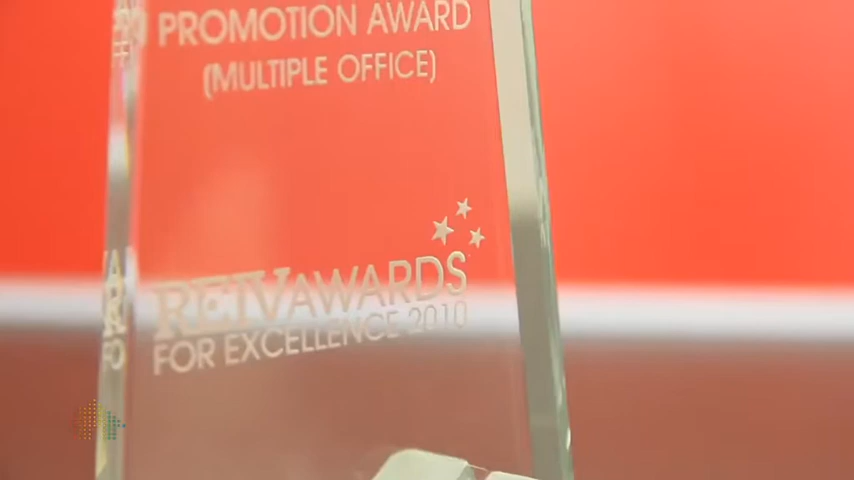 PROMOTION AWARD
(MULTIPLE OFFICE)
REIV AWARDS
FOR EXCELLENCE 2010